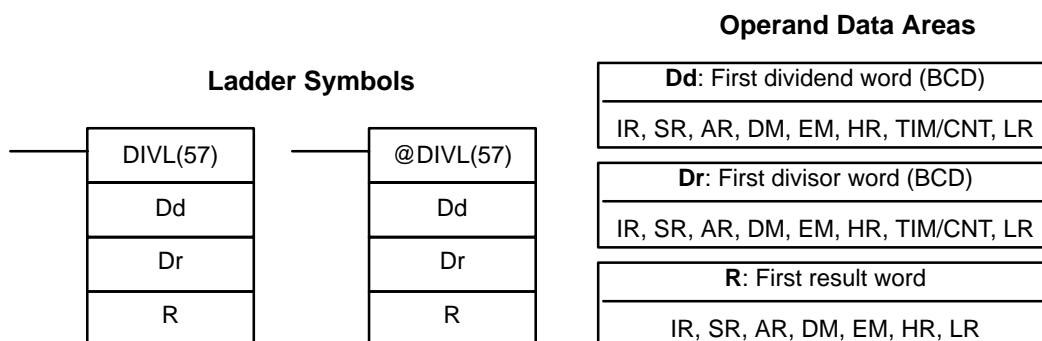 Operand Data Areas
Ladder Symbols
Dd: First dividend word (BCD)
IR, SR, AR, DM, EM, HR, TIM/CNT, LR
DIVL(57)
@DIVL(57)
Dr: First divisor word (BCD)
Dd
Dd
IR, SR, AR, DM, EM, HR, TIM/CNT, LR
Dr
Dr
R: First result word
R
R
IR, SR, AR, DM, EM, HR, LR